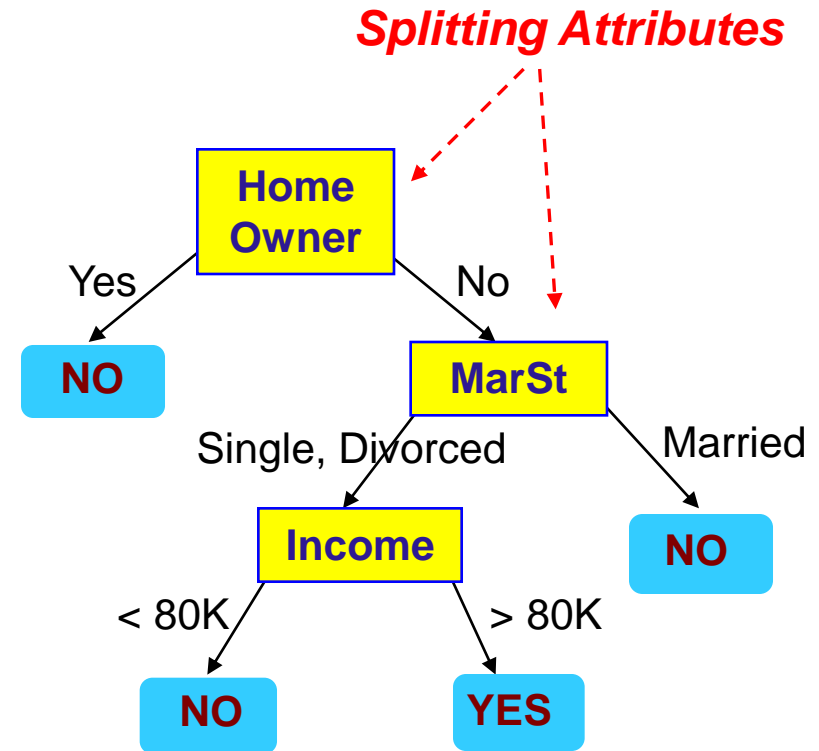 Splitting Attributes
Home
Owner
Yes
No
NO
MarSt
Single, Divorced
Married
Income
NO
< 80K
> 80K
NO
YES